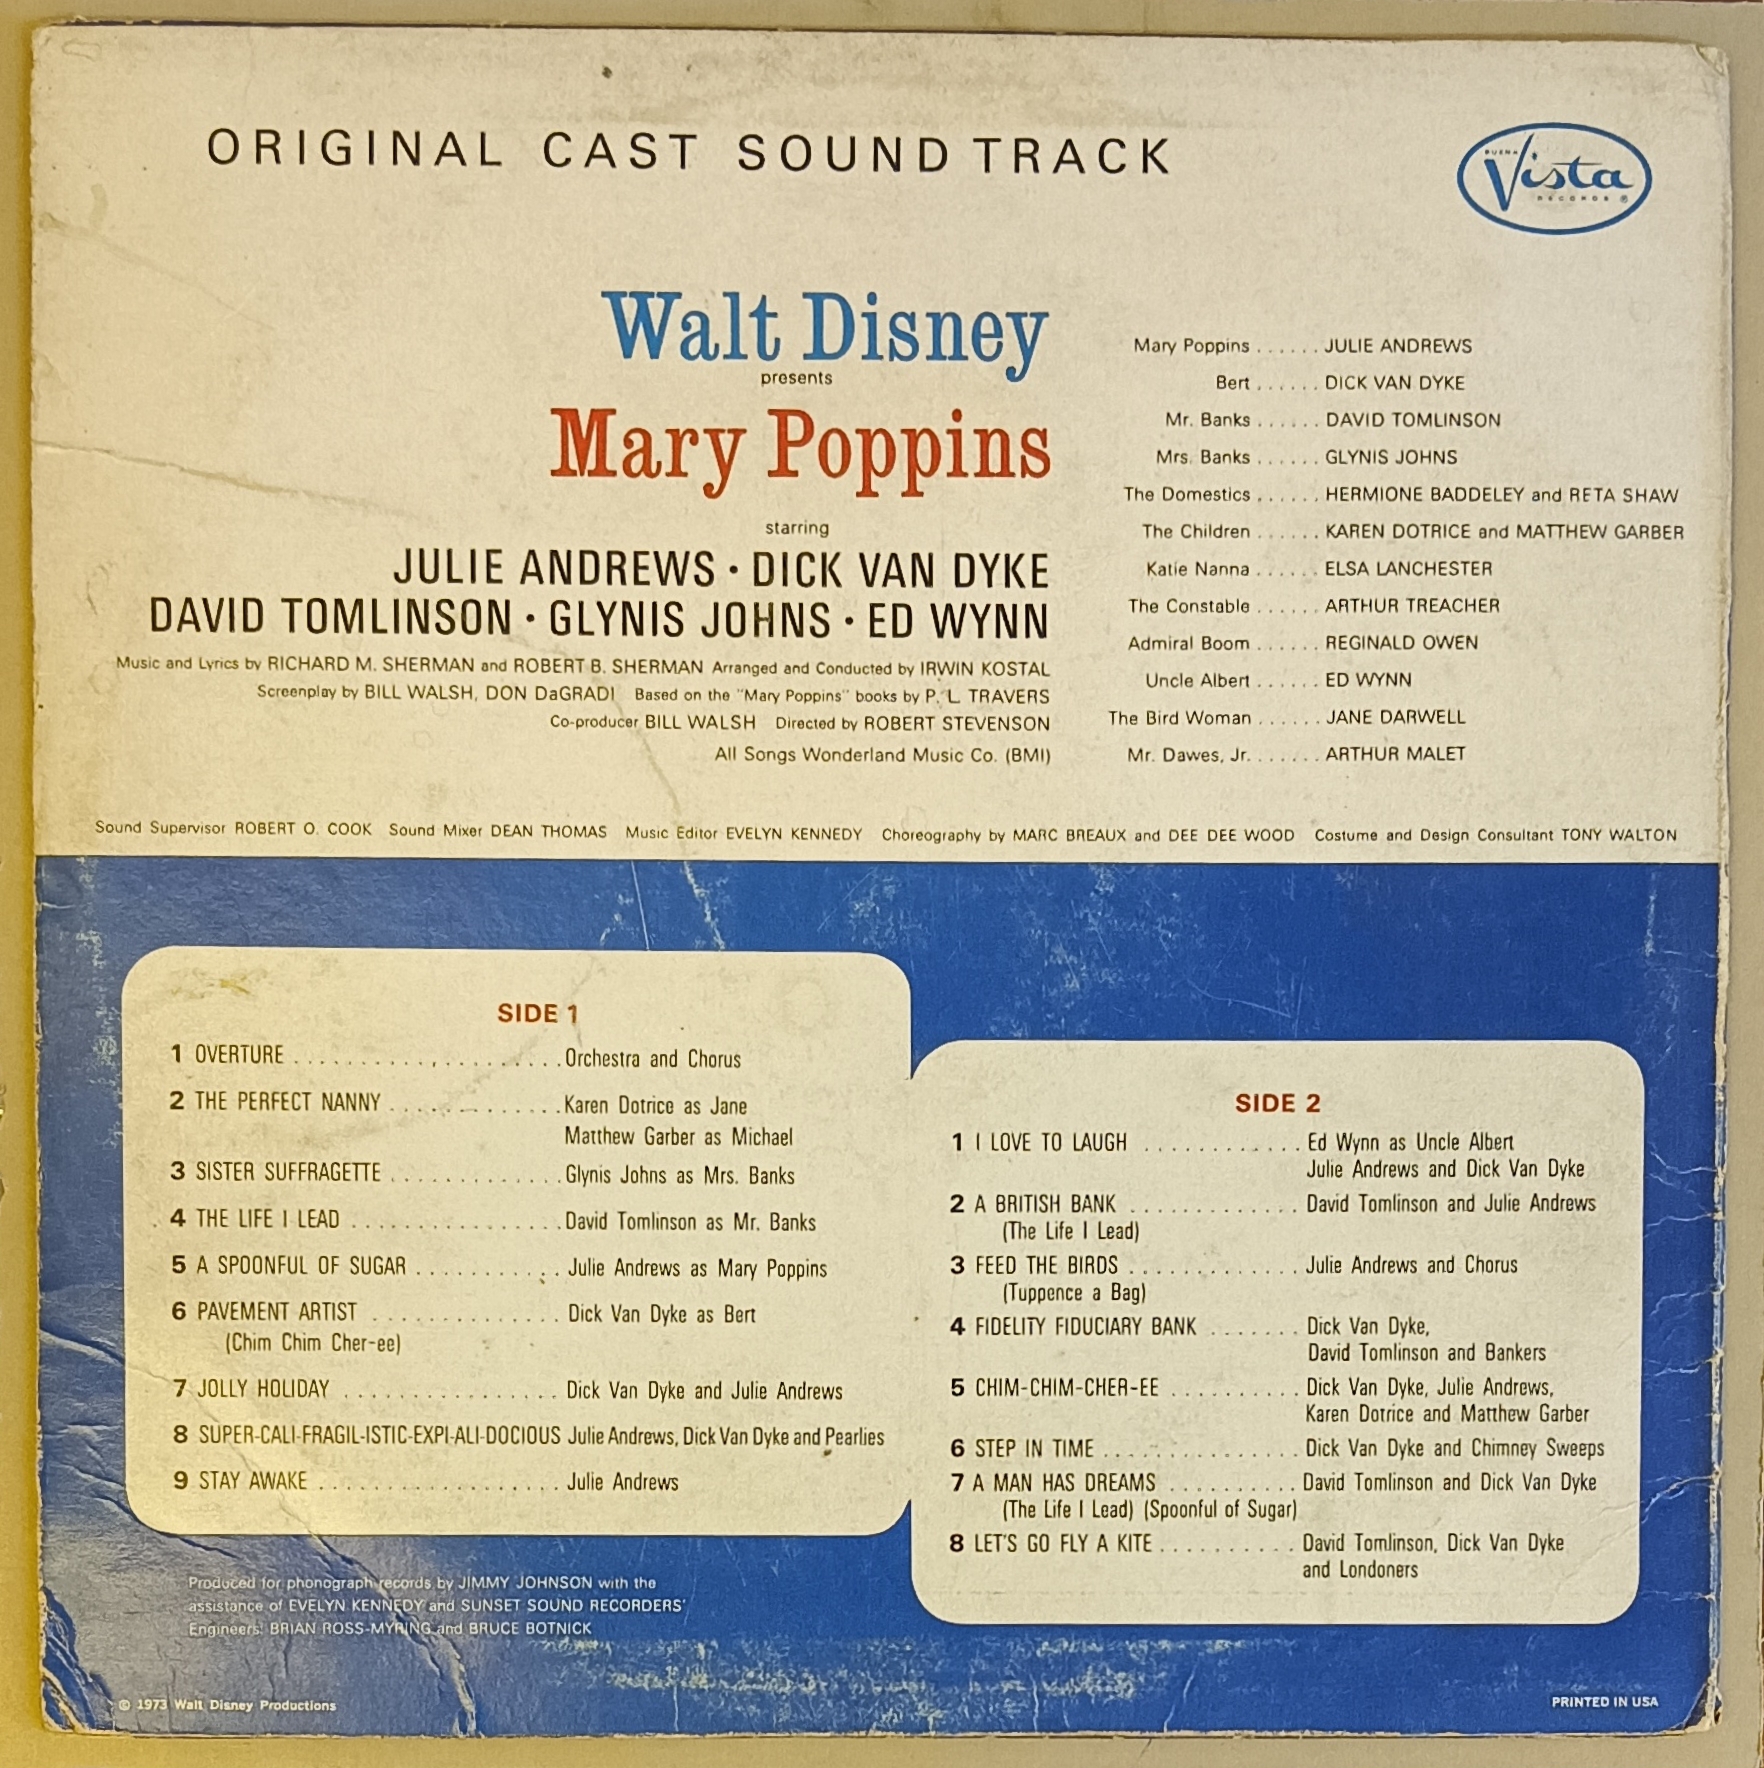 ORIGINAL CAST SOUND TRACK
BUENA
Vista
RECORDS ®
Walt Disney
presents
Mary Poppins
starring
JULIE ANDREWS · DICK VAN DYKE
DAVID TOMLINSON · GLYNIS JOHNS · ED WYNN
Music and Lyrics by RICHARD M. SHERMAN and ROBERT B. SHERMAN Arranged and Conducted by IRWIN KOSTAL
Screenplay by BILL WALSH, DON DaGRADI Based on the "Mary Poppins" books by P. L. TRAVERS
Co-producer BILL WALSH Directed by ROBERT STEVENSON
All Songs Wonderland Music Co. (BMI)
Mary Poppins ...... JULIE ANDREWS
Bert ...... DICK VAN DYKE
Mr. Banks ...... DAVID TOMLINSON
Mrs. Banks ...... GLYNIS JOHNS
The Domestics ...... HERMIONE BADDELEY and RETA SHAW
The Children ...... KAREN DOTRICE and MATTHEW GARBER
Katie Nanna ...... ELSA LANCHESTER
The Constable ...... ARTHUR TREACHER
Admiral Boom ...... REGINALD OWEN
Uncle Albert ...... ED WYNN
The Bird Woman ...... JANE DARWELL
Mr. Dawes, Jr. ...... ARTHUR MALET
Sound Supervisor ROBERT O. COOK Sound Mixer DEAN THOMAS Music Editor EVELYN KENNEDY Choreography by MARC BREAUX and DEE DEE WOOD Costume and Design Consultant TONY WALTON
SIDE 1
1 OVERTURE ..................... Orchestra and Chorus
2 THE PERFECT NANNY ............. Karen Dotrice as Jane
Matthew Garber as Michael
3 SISTER SUFFRAGETTE ............. Glynis Johns as Mrs. Banks
4 THE LIFE I LEAD ................ David Tomlinson as Mr. Banks
5 A SPOONFUL OF SUGAR ........... Julie Andrews as Mary Poppins
6 PAVEMENT ARTIST .............. Dick Van Dyke as Bert
(Chim Chim Cher-ee)
7 JOLLY HOLIDAY ................ Dick Van Dyke and Julie Andrews
8 SUPER-CALI-FRAGIL-ISTIC-EXPI-ALI-DOCIOUS Julie Andrews, Dick Van Dyke and Pearlies
9 STAY AWAKE ................... Julie Andrews
SIDE 2
1 I LOVE TO LAUGH ............ Ed Wynn as Uncle Albert
Julie Andrews and Dick Van Dyke
2 A BRITISH BANK ............. David Tomlinson and Julie Andrews
(The Life I Lead)
3 FEED THE BIRDS ............. Julie Andrews and Chorus
(Tuppence a Bag)
4 FIDELITY FIDUCIARY BANK ....... Dick Van Dyke,
David Tomlinson and Bankers
5 CHIM-CHIM-CHER-EE .......... Dick Van Dyke, Julie Andrews,
Karen Dotrice and Matthew Garber
6 STEP IN TIME ............... Dick Van Dyke and Chimney Sweeps
7 A MAN HAS DREAMS .......... David Tomlinson and Dick Van Dyke
(The Life I Lead) (Spoonful of Sugar)
8 LET'S GO FLY A KITE .......... David Tomlinson, Dick Van Dyke
and Londoners
Produced for phonograph records by JIMMY JOHNSON with the
assistance of EVELYN KENNEDY and SUNSET SOUND RECORDERS'
Engineers: BRIAN ROSS-MYRING and BRUCE BOTNICK
© 1973 Walt Disney Productions
PRINTED IN USA